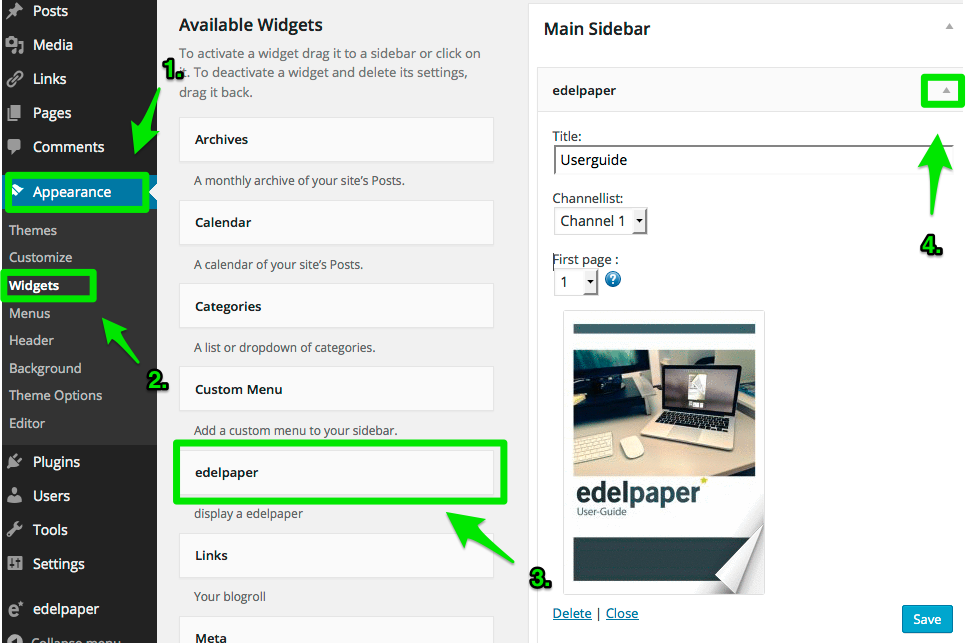 Posts
Media
Links
Pages
Comments
Appearance
Themes
Customize
Widgets
Menus
Header
Background
Theme Options
Editor
Plugins
Users
Tools
Settings
edelpaper
Collapse menu
1.
2.
Available Widgets
To activate a widget drag it to a sidebar or click on
it. To deactivate a widget and delete its settings,
drag it back.
Archives
A monthly archive of your site's Posts.
Calendar
A calendar of your site's Posts.
Categories
A list or dropdown of categories.
Custom Menu
Add a custom menu to your sidebar.
edelpaper
display a edelpaper
Links
Your blogroll
Meta
3.
Main Sidebar
edelpaper
Title:
Userguide
Channellist:
Channel 1
First page :
1
?
4.
edelpaper
User-Guide
Delete | Close
Save